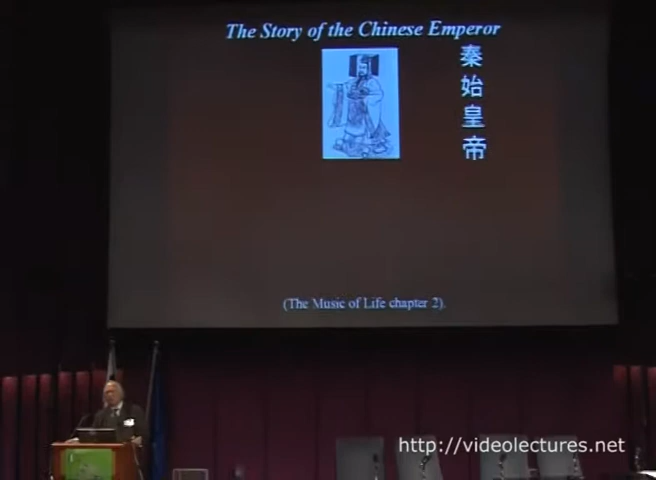 The Story of the Chinese Emperor
秦始皇帝
(The Music of Life chapter 2).
http://videolectures.net